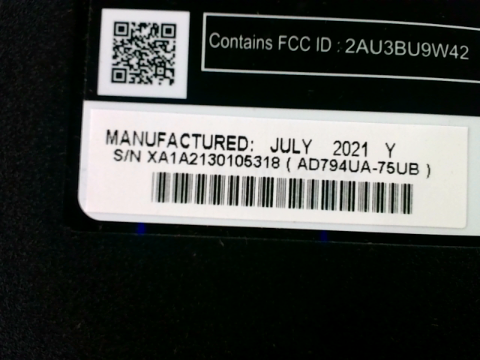 Contains FCC ID : 2AU3BU9W42
MANUFACTURED: JULY 2021 Y
S/N XA1A2130105318 ( AD794UA-75UB )